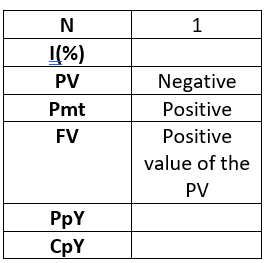 N 1
I(%)
PV Negative
Pmt Positive
FV Positive
value of the
PV
PpY
CpY